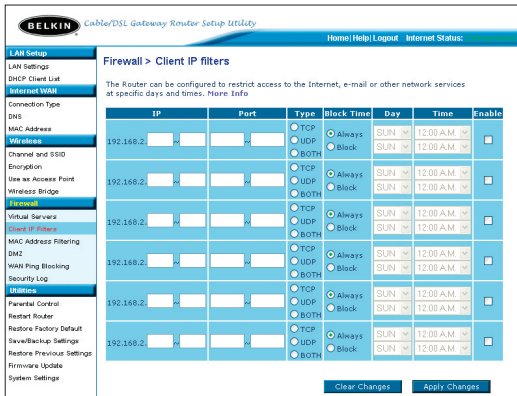 BELKIN Cable/DSL Gateway Router Setup Utility
Home|Help|Logout Internet Status:
LAN Setup
LAN Settings
DHCP Client List
Internet WAN
Connection Type
DNS
MAC Address
Wireless
Channel and SSID
Encryption
Use as Access Point
Wireless Bridge
Firewall
Virtual Servers
Client IP Filters
MAC Address Filtering
DMZ
WAN Ping Blocking
Security Log
Utilities
Parental Control
Restart Router
Restore Factory Default
Save/Backup Settings
Restore Previous Settings
Firmware Update
System Settings
Firewall > Client IP filters
The Router can be configured to restrict access to the Internet, e-mail or other network services
at specific days and times. More Info
IP Port Type Block Time Day Time Enable
192.168.2. ~ ~ TCP UDP BOTH Always Block SUN SUN 12:00 A.M. 12:00 A.M.
192.168.2. ~ ~ TCP UDP BOTH Always Block SUN SUN 12:00 A.M. 12:00 A.M.
192.168.2. ~ ~ TCP UDP BOTH Always Block SUN SUN 12:00 A.M. 12:00 A.M.
192.168.2. ~ ~ TCP UDP BOTH Always Block SUN SUN 12:00 A.M. 12:00 A.M.
192.168.2. ~ ~ TCP UDP BOTH Always Block SUN SUN 12:00 A.M. 12:00 A.M.
192.168.2. ~ ~ TCP UDP BOTH Always Block SUN SUN 12:00 A.M. 12:00 A.M.
Clear Changes Apply Changes